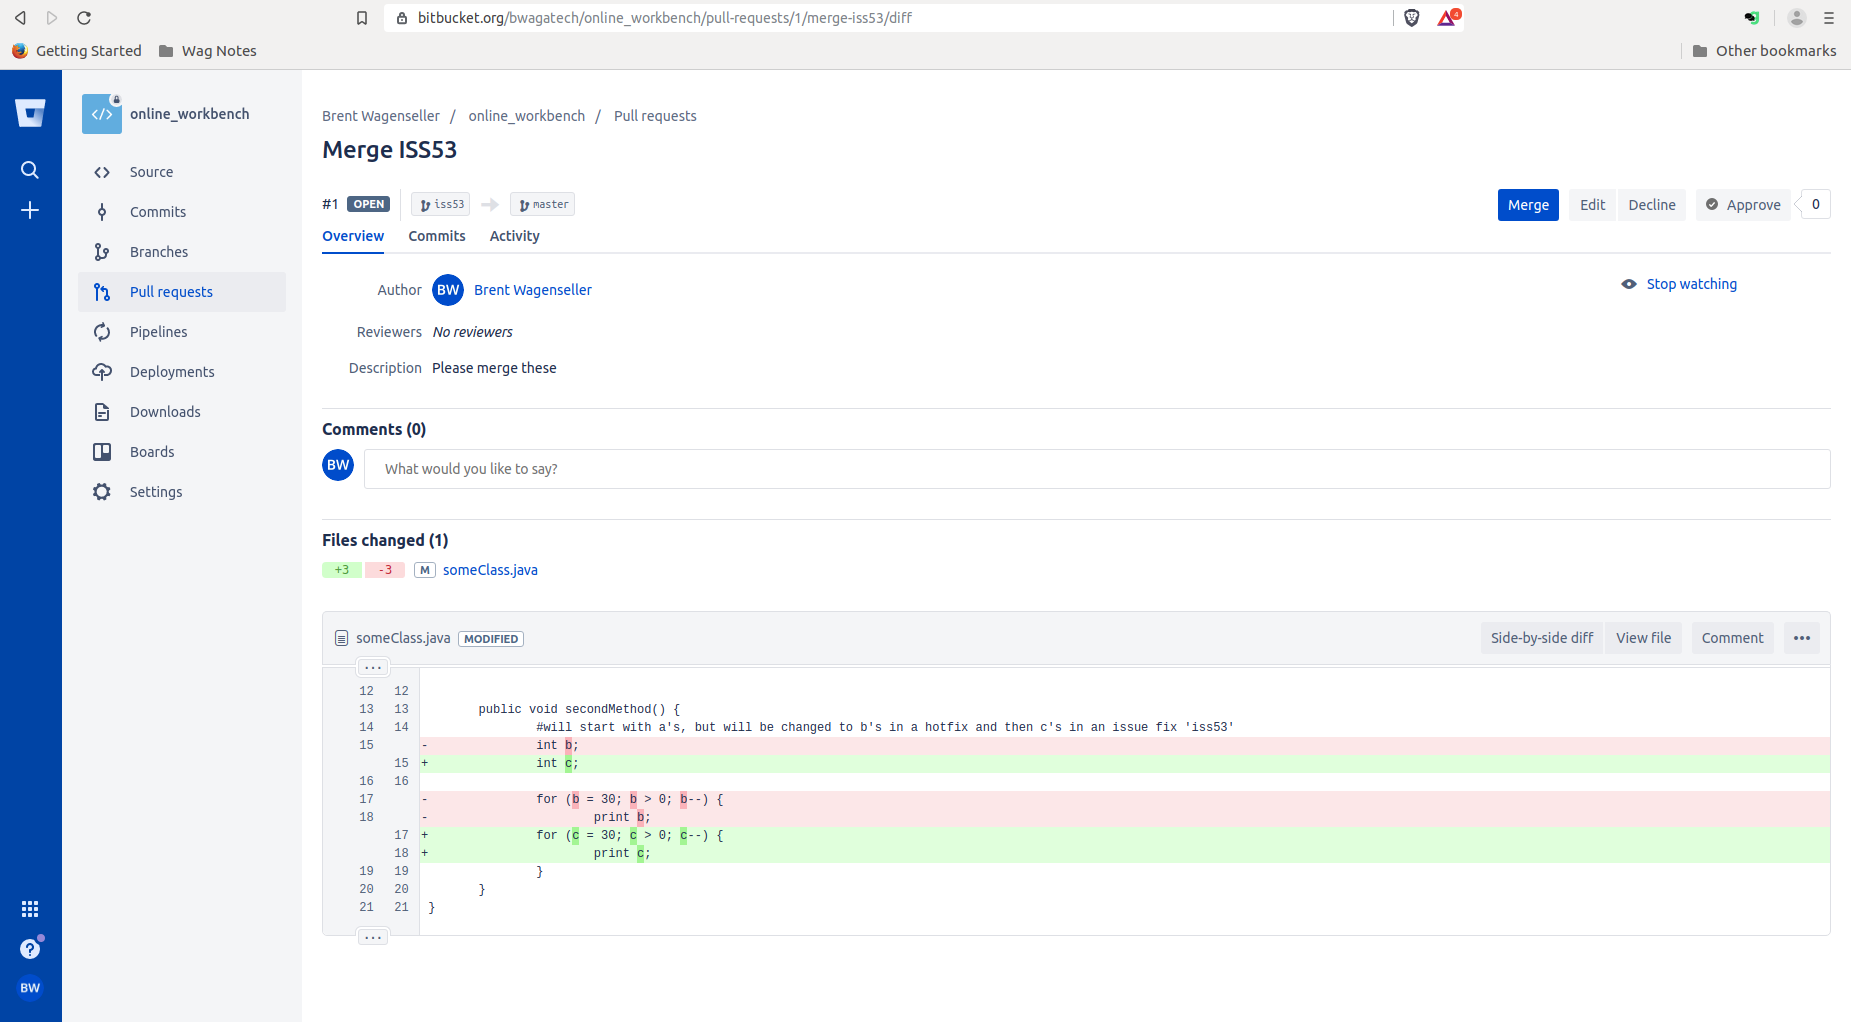 bitbucket.org/bwagatech/online_workbench/pull-requests/1/merge-iss53/diff
4
Getting Started
Wag Notes
Other bookmarks
</>
online_workbench
Source
Commits
Branches
Pull requests
Pipelines
Deployments
Downloads
Boards
Settings
?
BW
Brent Wagenseller / online_workbench / Pull requests
Merge ISS53
#1 OPEN iss53 master
Merge Edit Decline Approve 0
Overview Commits Activity
Author BW Brent Wagenseller
Stop watching
Reviewers No reviewers
Description Please merge these
Comments (0)
BW What would you like to say?
Files changed (1)
+3 -3 M someClass.java
someClass.java MODIFIED
Side-by-side diff View file Comment •••
...
12 12
13 13 public void secondMethod() {
14 14 #will start with a's, but will be changed to b's in a hotfix and then c's in an issue fix 'iss53'
15 - int b;
15 + int c;
16 16
17 - for (b = 30; b > 0; b--) {
18 - print b;
17 + for (c = 30; c > 0; c--) {
18 + print c;
19 19 }
20 20 }
21 21 }
...